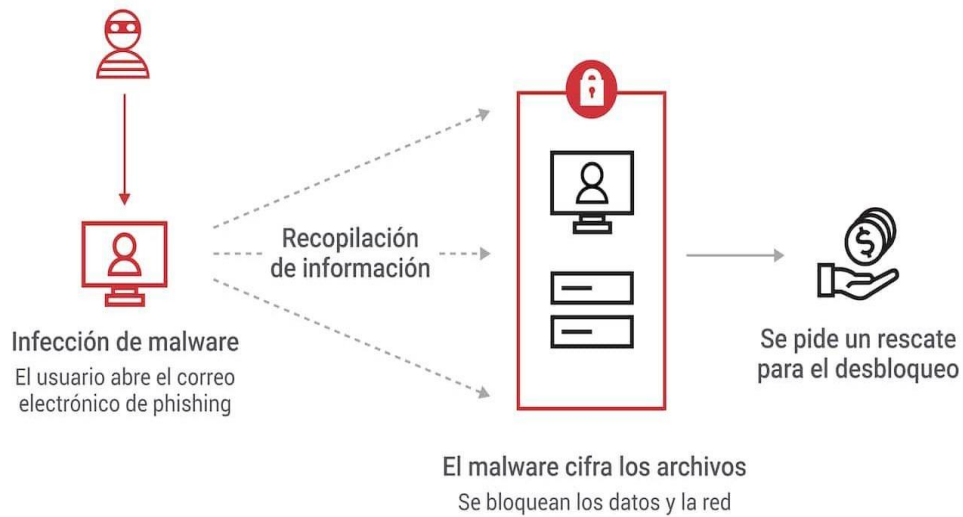 Infección de malware
El usuario abre el correo
electrónico de phishing
Recopilación
de información
El malware cifra los archivos
Se bloquean los datos y la red
$
Se pide un rescate
para el desbloqueo